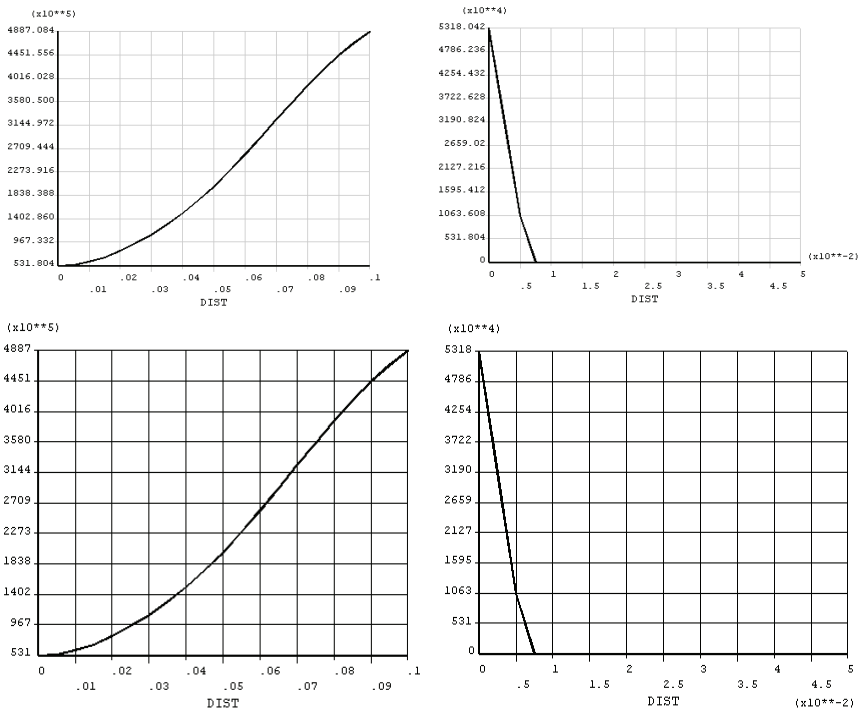 (x10**5)
4887.084
4451.556
4016.028
3580.500
3144.972
2709.444
2273.916
1838.388
1402.860
967.332
531.804
0 .02 .04 .06 .08 .1
.01 .03 .05 .07 .09
DIST
(x10**4)
5318.042
4786.236
4254.432
3722.628
3190.824
2659.02
2127.216
1595.412
1063.608
531.804
0
0 1 2 3 4 5 (x10**-2)
.5 1.5 2.5 3.5 4.5
DIST
(x10**5)
4887
4451
4016
3580
3144
2709
2273
1838
1402
967
531
0 .02 .04 .06 .08 .1
.01 .03 .05 .07 .09
DIST
(x10**4)
5318
4786
4254
3722
3190
2659
2127
1595
1063
531
0
0 1 2 3 4 5
.5 1.5 2.5 3.5 4.5
DIST (x10**-2)